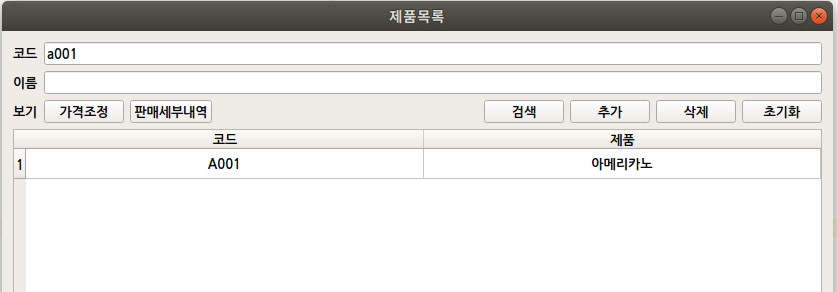 제품목록
코드 a001
이름
보기 가격조정 판매세부내역 검색 추가 삭제 초기화
코드 제품
1 A001 아메리카노